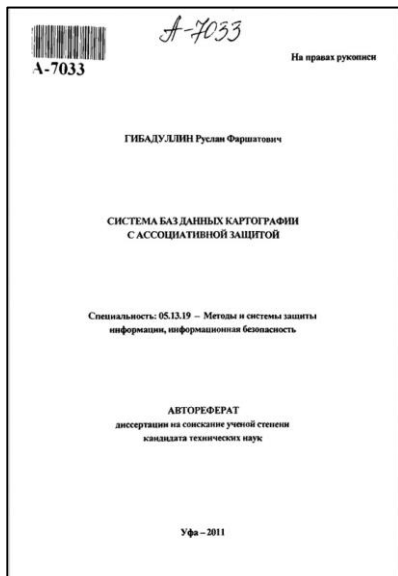 А-7033
А-7033
На правах рукописи
ГИБАДУЛЛИН Руслан Фаршатович
СИСТЕМА БАЗ ДАННЫХ КАРТОГРАФИИ
С АССОЦИАТИВНОЙ ЗАЩИТОЙ
Специальность: 05.13.19 – Методы и системы защиты
информации, информационная безопасность
АВТОРЕФЕРАТ
диссертации на соискание ученой степени
кандидата технических наук
Уфа – 2011